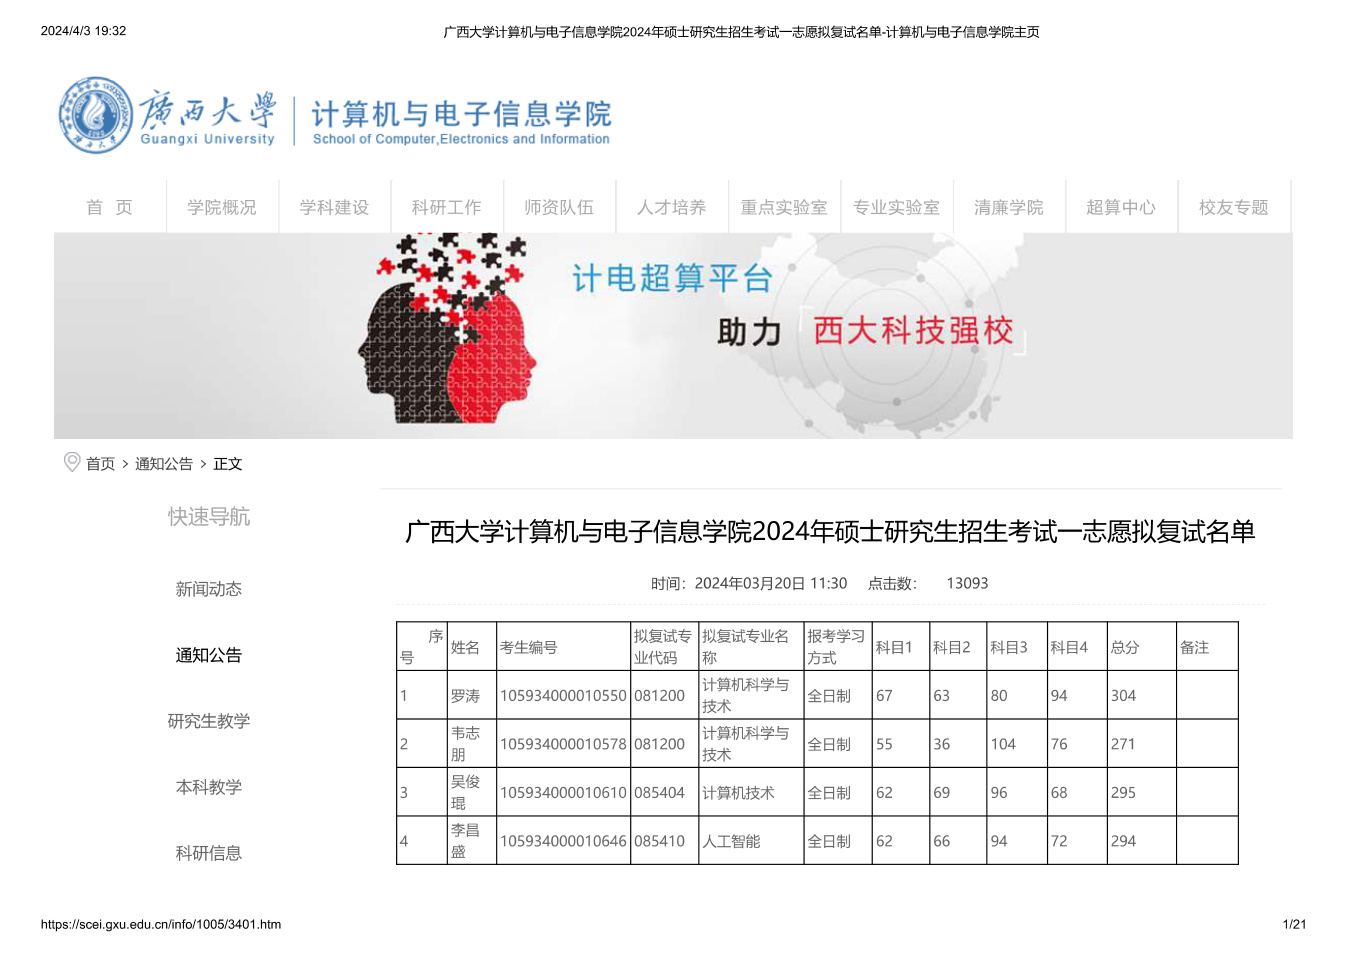 2024/4/3 19:32
广西大学计算机与电子信息学院2024年硕士研究生招生考试一志愿拟复试名单-计算机与电子信息学院主页
廣西大學
Guangxi University
计算机与电子信息学院
School of Computer,Electronics and Information
首 页 学院概况 学科建设 科研工作 师资队伍 人才培养 重点实验室 专业实验室 清廉学院 超算中心 校友专题
计电超算平台
助力「西大科技强校」
首页 > 通知公告 > 正文
快速导航
新闻动态
通知公告
研究生教学
本科教学
科研信息
广西大学计算机与电子信息学院2024年硕士研究生招生考试一志愿拟复试名单
时间：2024年03月20日 11:30 点击数： 13093
序号 姓名 考生编号 拟复试专业代码 拟复试专业名称 报考学习方式 科目1 科目2 科目3 科目4 总分 备注
1 罗涛 105934000010550 081200 计算机科学与技术 全日制 67 63 80 94 304
2 韦志朋 105934000010578 081200 计算机科学与技术 全日制 55 36 104 76 271
3 吴俊琨 105934000010610 085404 计算机技术 全日制 62 69 96 68 295
4 李昌盛 105934000010646 085410 人工智能 全日制 62 66 94 72 294
https://scei.gxu.edu.cn/info/1005/3401.htm
1/21